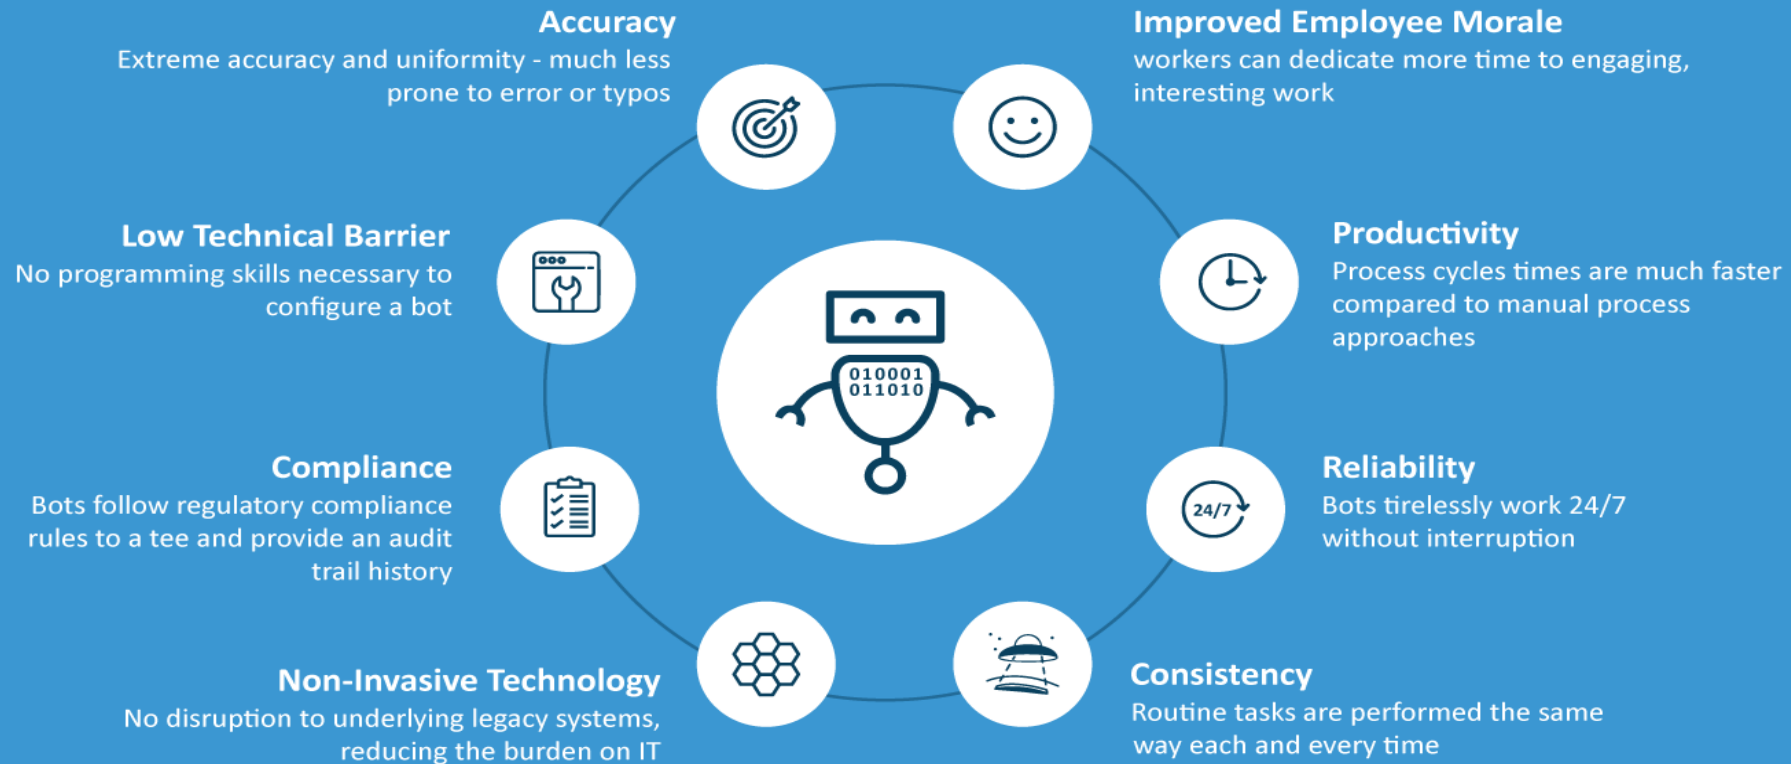 Accuracy
Extreme accuracy and uniformity - much less
prone to error or typos
Improved Employee Morale
workers can dedicate more time to engaging,
interesting work
Low Technical Barrier
No programming skills necessary to
configure a bot
Productivity
Process cycles times are much faster
compared to manual process
approaches
010001
011010
Compliance
Bots follow regulatory compliance
rules to a tee and provide an audit
trail history
Reliability
Bots tirelessly work 24/7
without interruption
24/7
Non-Invasive Technology
No disruption to underlying legacy systems,
reducing the burden on IT
Consistency
Routine tasks are performed the same
way each and every time